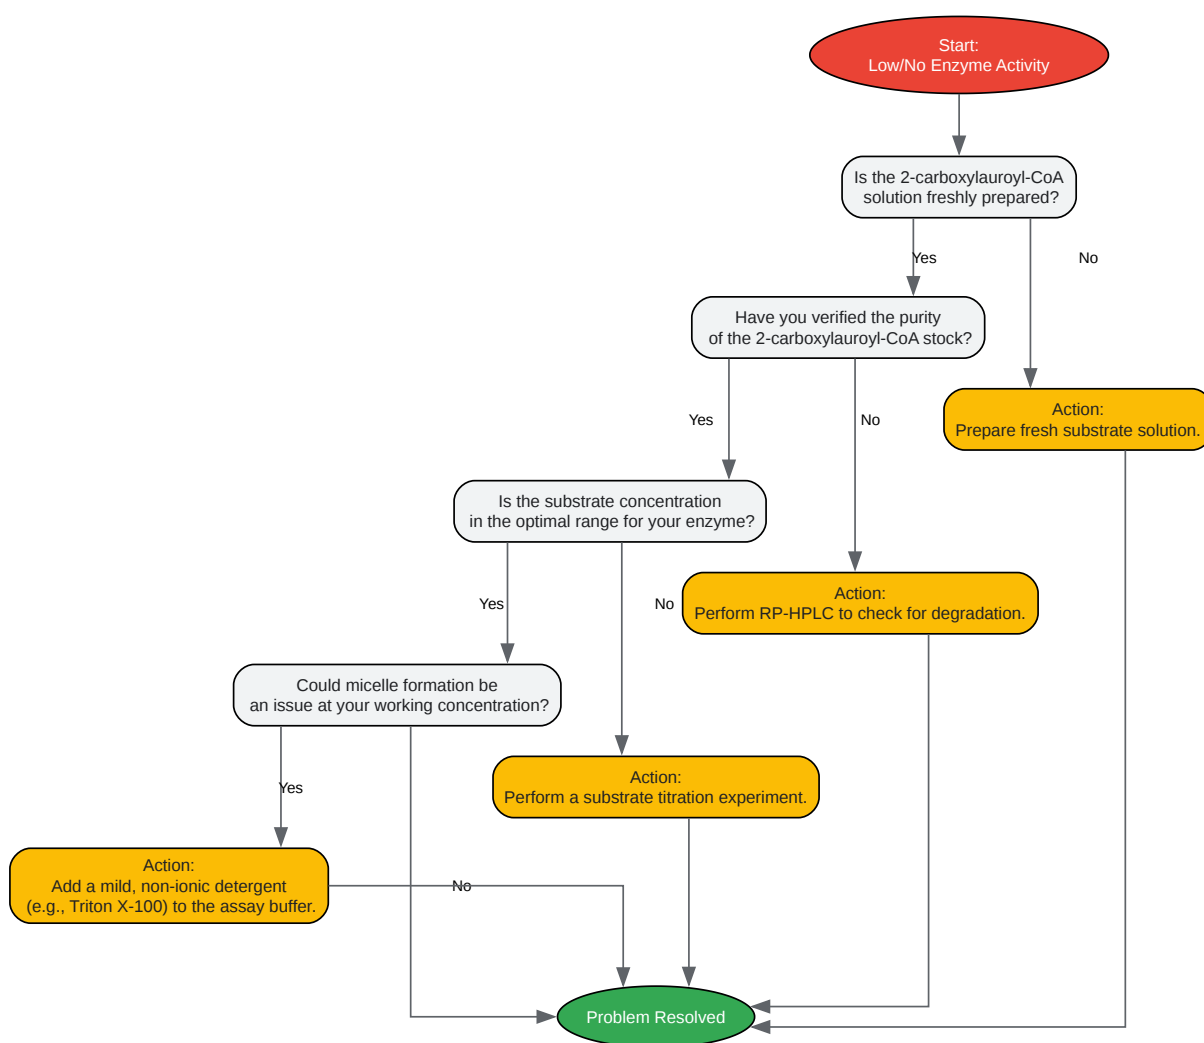 Start:
Low/No Enzyme Activity
Is the 2-carboxylauroyl-CoA
solution freshly prepared?
Yes
No
Have you verified the purity
of the 2-carboxylauroyl-CoA stock?
Action:
Prepare fresh substrate solution.
Yes
No
Is the substrate concentration
in the optimal range for your enzyme?
Action:
Perform RP-HPLC to check for degradation.
Yes
No
Could micelle formation be
an issue at your working concentration?
Action:
Perform a substrate titration experiment.
Yes
Action:
Add a mild, non-ionic detergent
(e.g., Triton X-100) to the assay buffer.
No
Problem Resolved